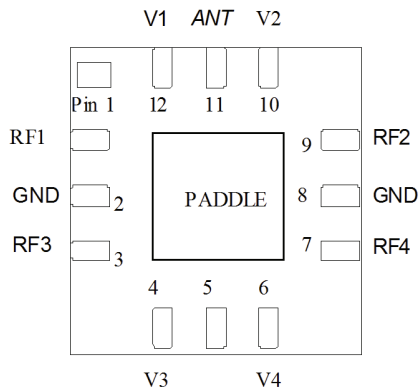 V1 ANT V2
Pin 1 12 11 10
RF1 9 RF2
GND 2 PADDLE 8 GND
RF3 3 7 RF4
4 5 6
V3 V4